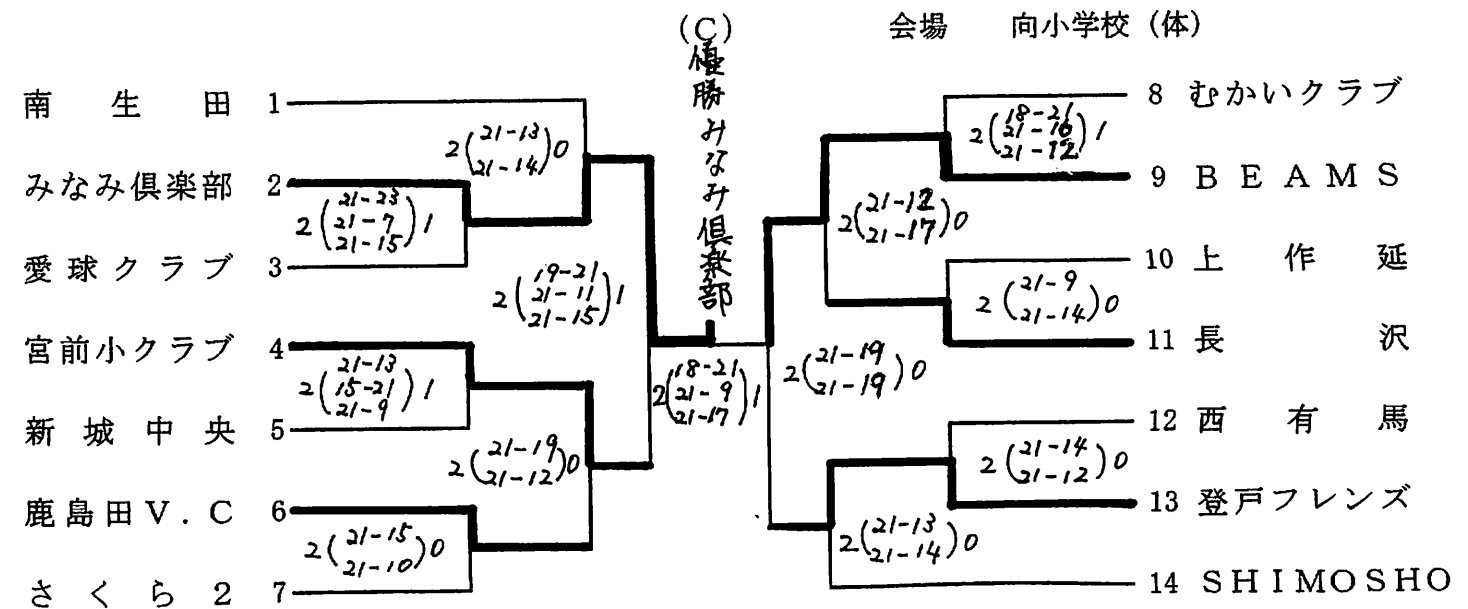 (C)
会場 向小学校 (体)
優勝みなみ倶楽部
南生田 1
2(21-13 21-14)0
みなみ倶楽部 2
2(21-23 21-7 21-15)1
愛球クラブ 3
2(19-21 21-11 21-15)1
宮前小クラブ 4
2(21-13 15-21 21-9)1
新城中央 5
2(21-19 21-12)0
鹿島田V.C 6
2(21-15 21-10)0
さくら2 7
2(18-21 21-9 21-17)1
8 むかいクラブ
2(18-21 21-16 21-12)1
9 BEAMS
2(21-12 21-17)0
10 上作延
2(21-9 21-14)0
11 長沢
2(21-19 21-19)0
12 西有馬
2(21-14 21-12)0
13 登戸フレンズ
2(21-13 21-14)0
14 SHIMOSHO